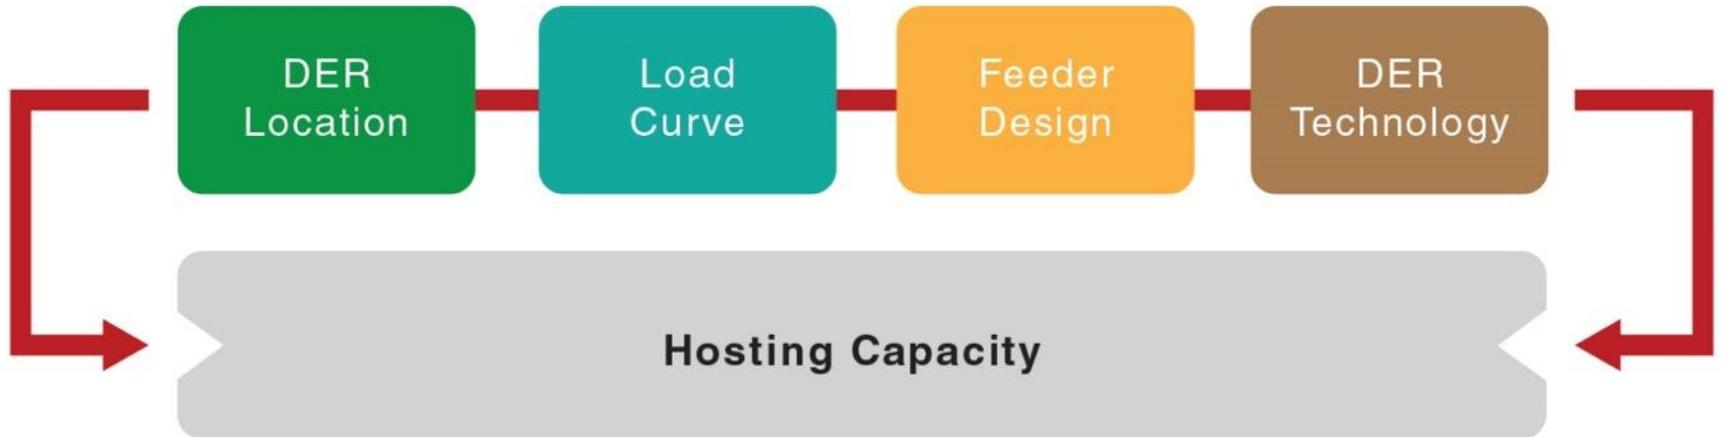 DER
Location
Load
Curve
Feeder
Design
DER
Technology
Hosting Capacity